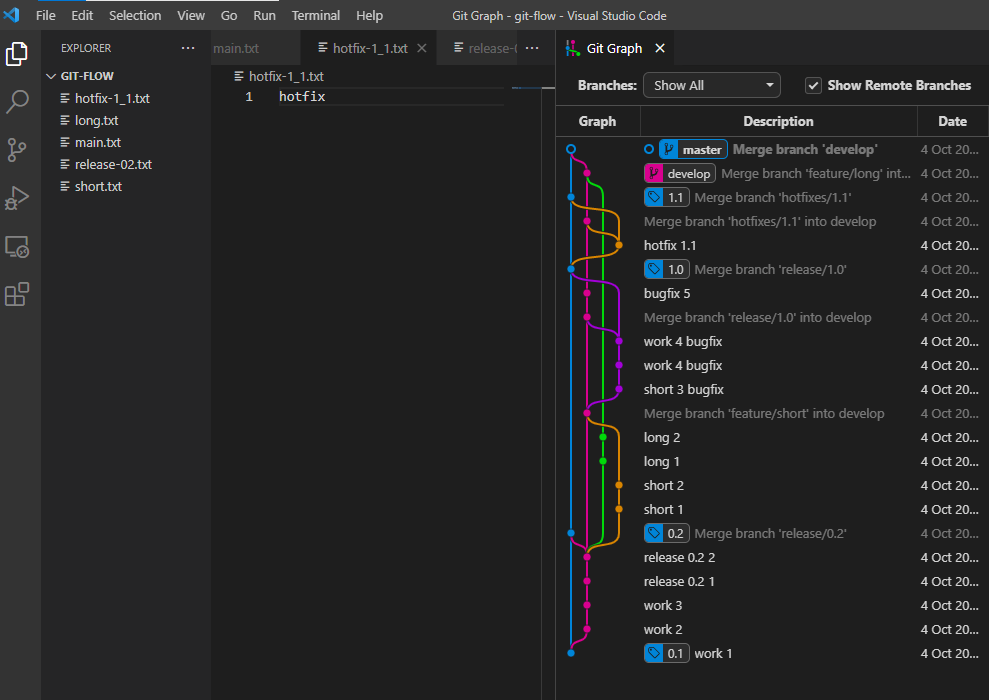 File Edit Selection View Go Run Terminal Help Git Graph - git-flow - Visual Studio Code
EXPLORER
GIT-FLOW
hotfix-1_1.txt
long.txt
main.txt
release-02.txt
short.txt
main.txt hotfix-1_1.txt release-
hotfix-1_1.txt
1 hotfix
Git Graph
Branches: Show All Show Remote Branches
Graph Description Date
master Merge branch 'develop' 4 Oct 20...
develop Merge branch 'feature/long' int... 4 Oct 20...
1.1 Merge branch 'hotfixes/1.1' 4 Oct 20...
Merge branch 'hotfixes/1.1' into develop 4 Oct 20...
hotfix 1.1 4 Oct 20...
1.0 Merge branch 'release/1.0' 4 Oct 20...
bugfix 5 4 Oct 20...
Merge branch 'release/1.0' into develop 4 Oct 20...
work 4 bugfix 4 Oct 20...
work 4 bugfix 4 Oct 20...
short 3 bugfix 4 Oct 20...
Merge branch 'feature/short' into develop 4 Oct 20...
long 2 4 Oct 20...
long 1 4 Oct 20...
short 2 4 Oct 20...
short 1 4 Oct 20...
0.2 Merge branch 'release/0.2' 4 Oct 20...
release 0.2 2 4 Oct 20...
release 0.2 1 4 Oct 20...
work 3 4 Oct 20...
work 2 4 Oct 20...
0.1 work 1 4 Oct 20...